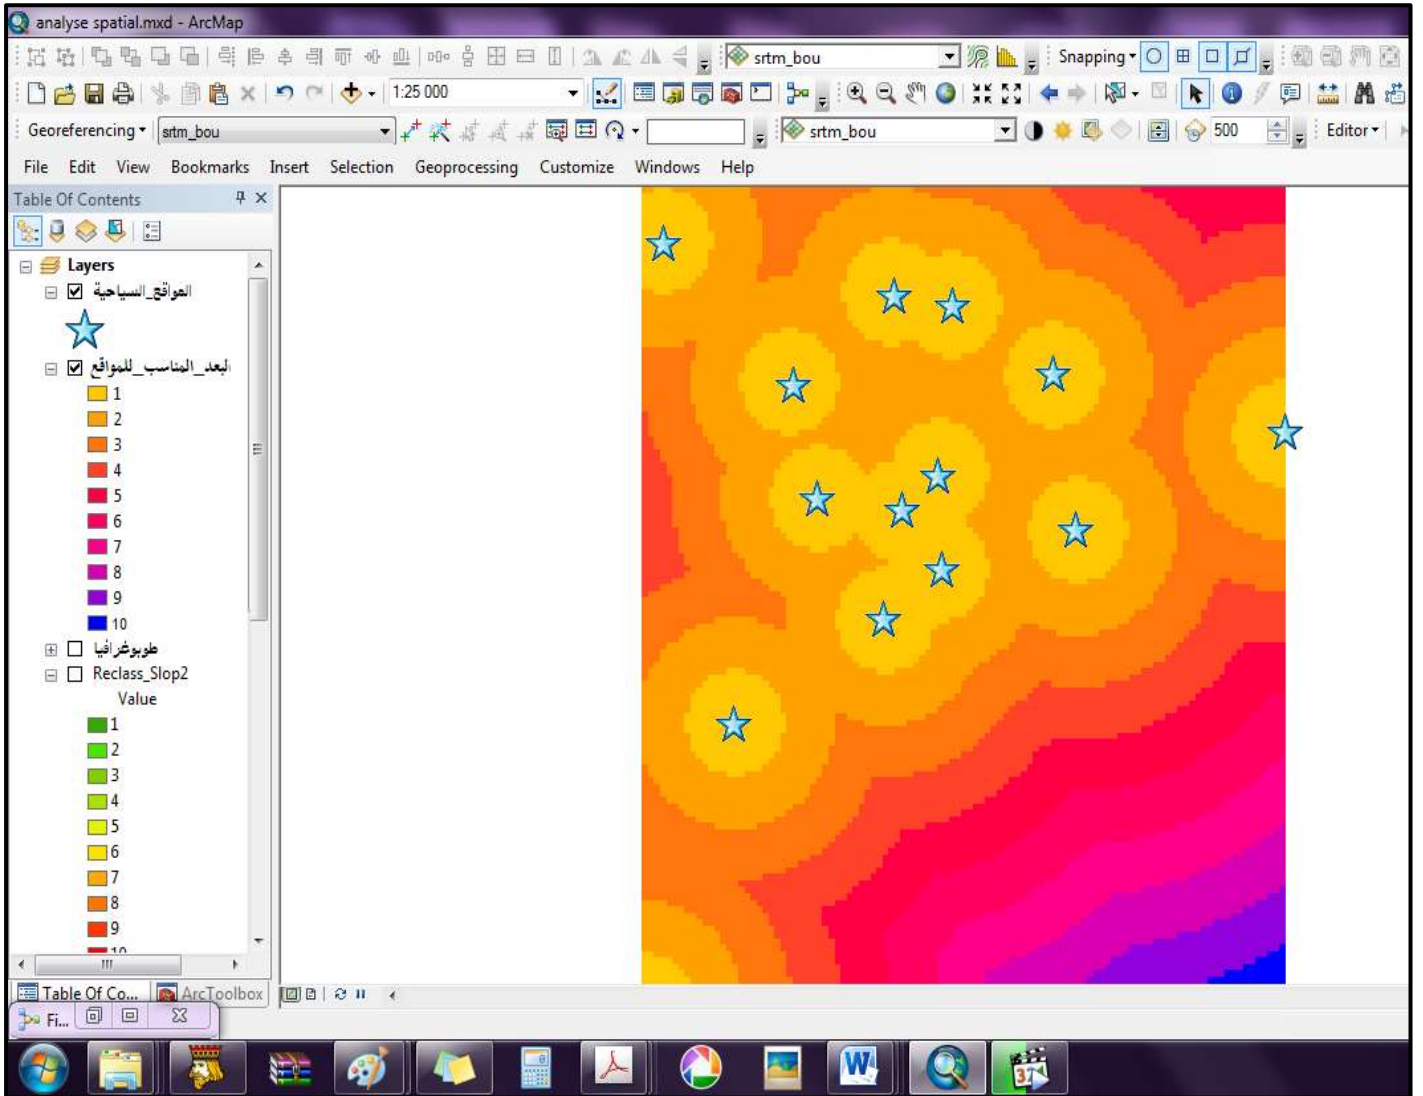 analyse spatial.mxd - ArcMap
srtm_bou
Snapping
1:25 000
Georeferencing
srtm_bou
srtm_bou
500
Editor
File Edit View Bookmarks Insert Selection Geoprocessing Customize Windows Help
Table Of Contents
Layers
المواقع_السياحية
البعد_المناسب_للمواقع
1
2
3
4
5
6
7
8
9
10
طوبوغرافيا
Reclass_Slop2
Value
1
2
3
4
5
6
7
8
9
10
Table Of Co... ArcToolbox
Fi...
W